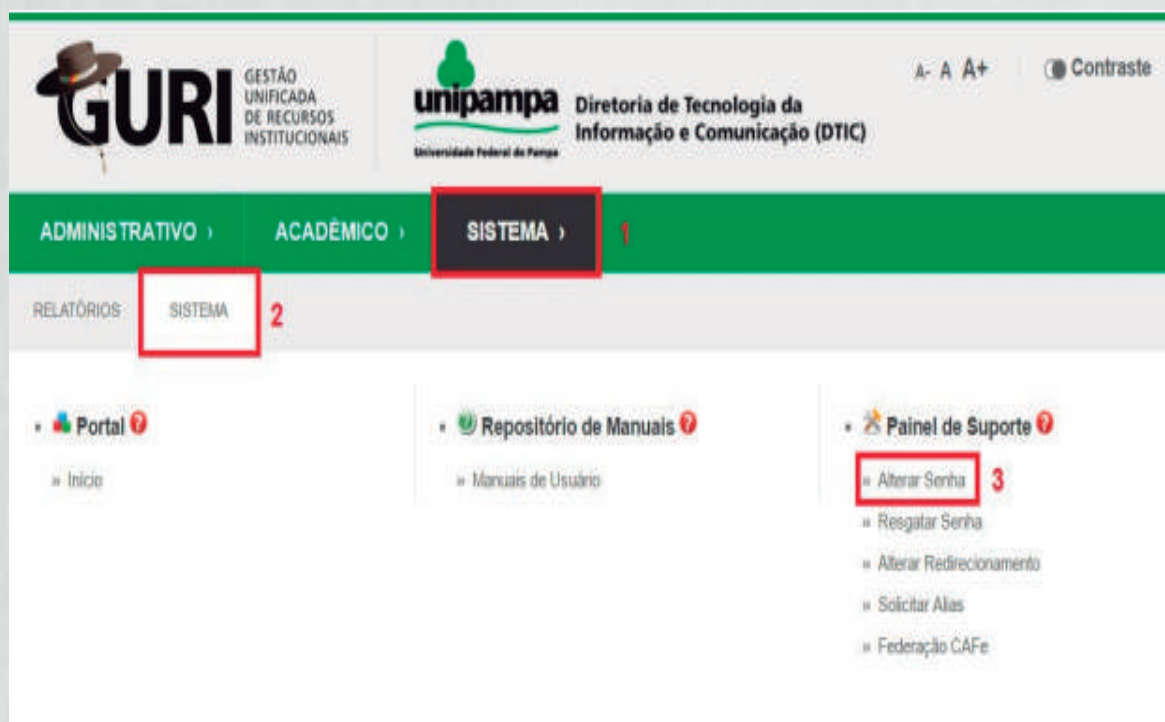 GURI
GESTÃO
UNIFICADA
DE RECURSOS
INSTITUCIONAIS
unipampa
Universidade Federal do Pampa
Diretoria de Tecnologia da
Informação e Comunicação (DTIC)
A- A A+ Contraste
ADMINISTRATIVO › ACADÊMICO › SISTEMA › 1
RELATÓRIOS SISTEMA 2
Portal ?
» Início
Repositório de Manuais ?
» Manuais de Usuário
Painel de Suporte ?
» Alterar Senha 3
» Resgatar Senha
» Alterar Redirecionamento
» Solicitar Alias
» Federação CAFe